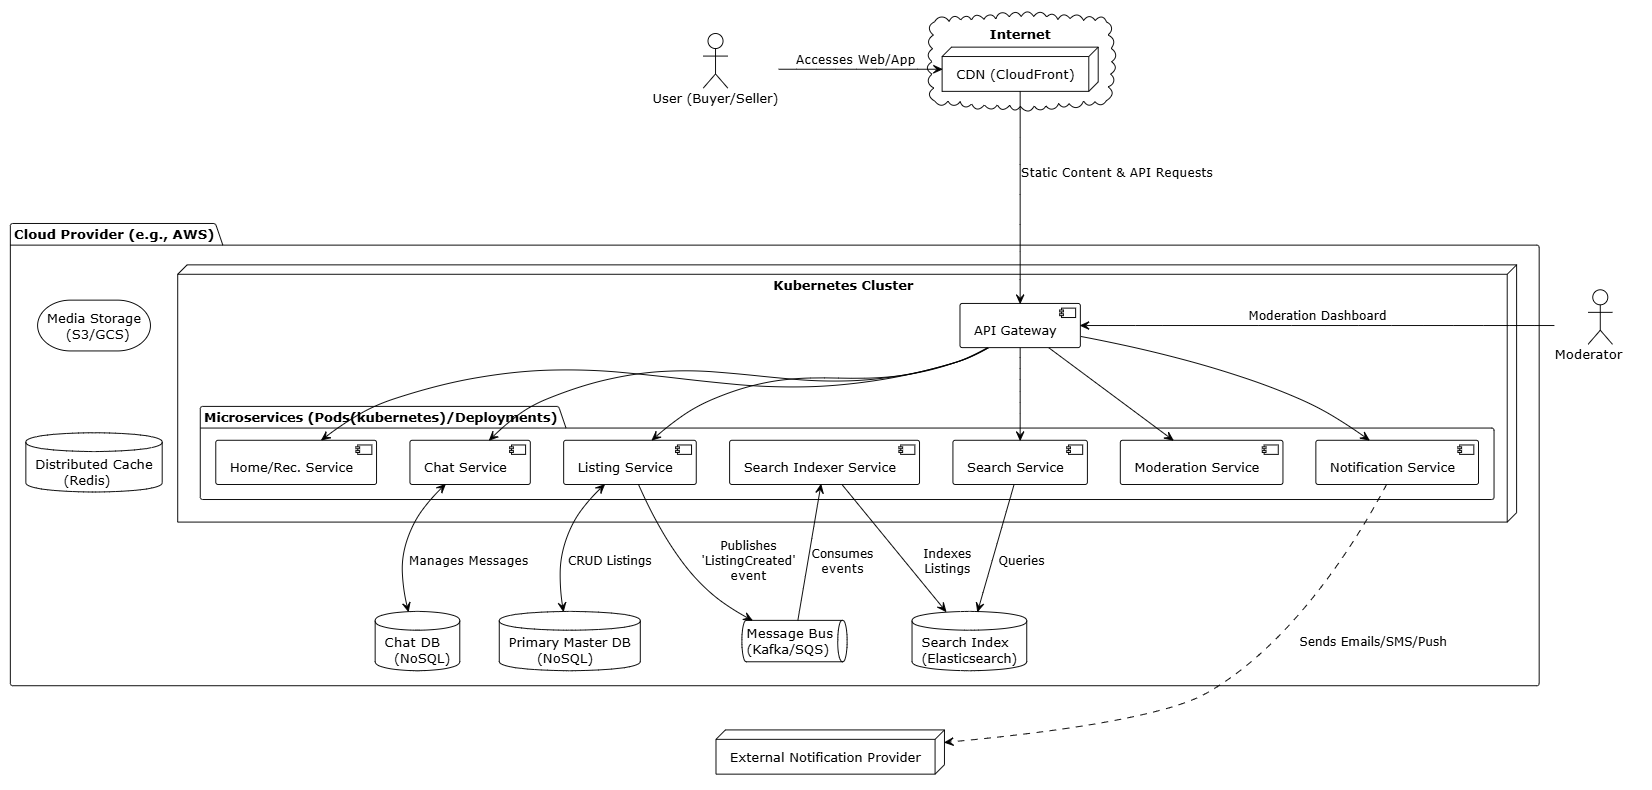 Internet
CDN (CloudFront)
Accesses Web/App
User (Buyer/Seller)
Static Content & API Requests
Cloud Provider (e.g., AWS)
Kubernetes Cluster
Media Storage
(S3/GCS)
API Gateway
Moderation Dashboard
Moderator
Microservices (Pods(kubernetes)/Deployments)
Distributed Cache
(Redis)
Home/Rec. Service
Chat Service
Listing Service
Search Indexer Service
Search Service
Moderation Service
Notification Service
Manages Messages
CRUD Listings
Publishes
'ListingCreated'
event
Consumes
events
Indexes
Listings
Queries
Chat DB
(NoSQL)
Primary Master DB
(NoSQL)
Message Bus
(Kafka/SQS)
Search Index
(Elasticsearch)
Sends Emails/SMS/Push
External Notification Provider